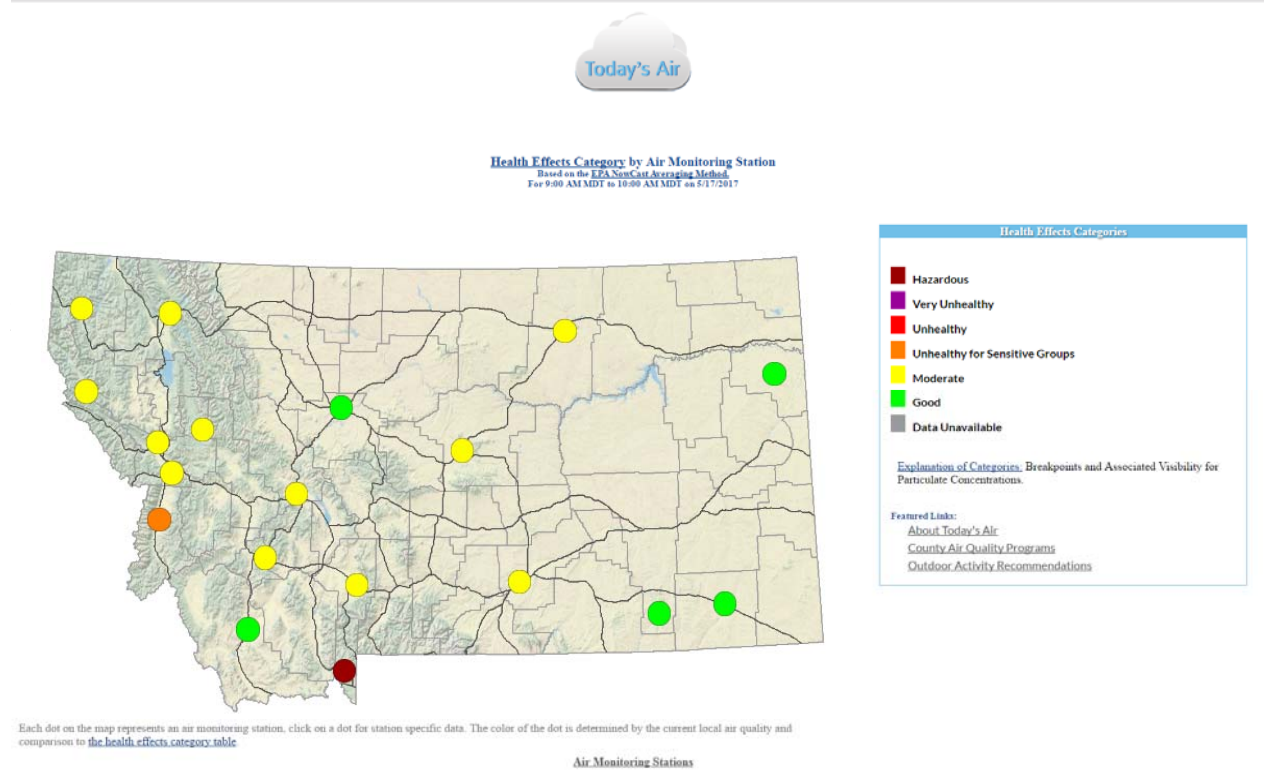 Today's Air
Health Effects Category by Air Monitoring Station
Based on the EPA NowCast Averaging Method.
For 9:00 AM MDT to 10:00 AM MDT on 5/17/2017
Health Effects Categories
Hazardous
Very Unhealthy
Unhealthy
Unhealthy for Sensitive Groups
Moderate
Good
Data Unavailable
Explanation of Categories: Breakpoints and Associated Visibility for
Particulate Concentrations.
Featured Links:
About Today's Air
County Air Quality Programs
Outdoor Activity Recommendations
Each dot on the map represents an air monitoring station, click on a dot for station specific data. The color of the dot is determined by the current local air quality and
comparison to the health effects category table
Air Monitoring Stations